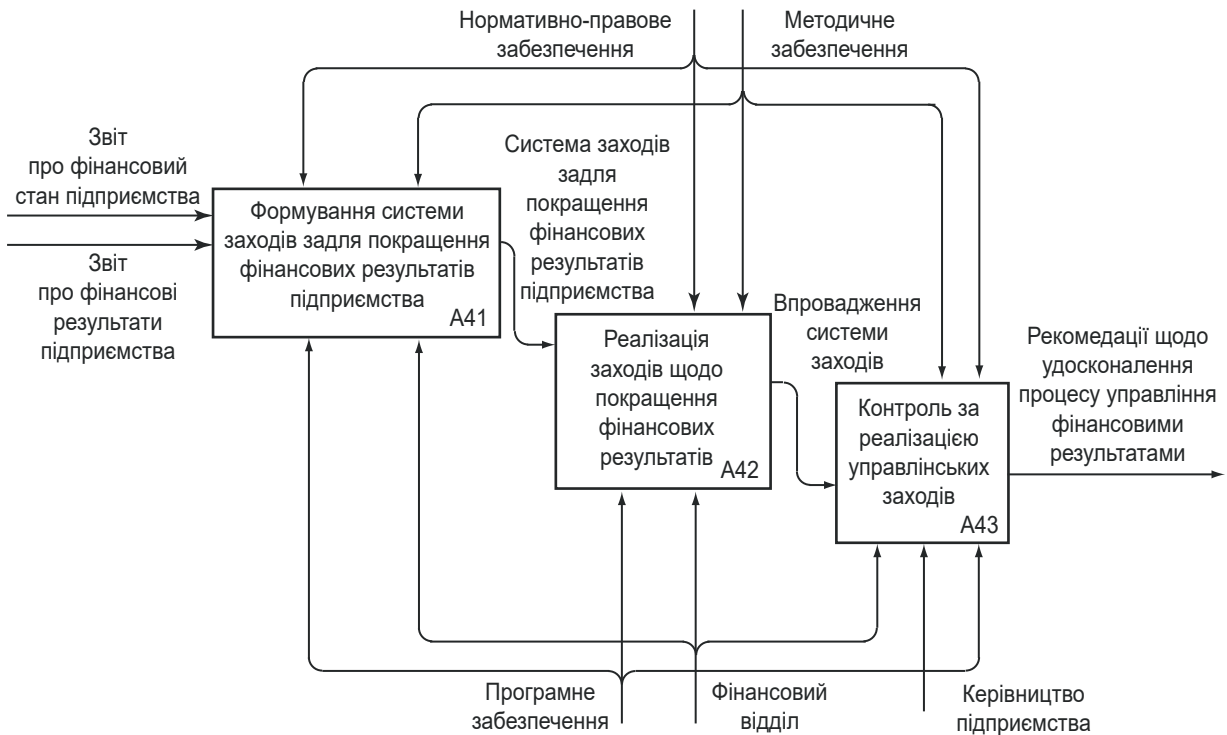 Нормативно-правове
забезпечення
Методичне
забезпечення
Звіт
про фінансовий
стан підприємства
Звіт
про фінансові
результати
підприємства
Формування системи
заходів задля покращення
фінансових результатів
підприємства
А41
Система заходів
задля
покращення
фінансових
результатів
підприємства
Реалізація
заходів щодо
покращення
фінансових
результатів
А42
Впровадження
системи
заходів
Контроль за
реалізацією
управлінських
заходів
А43
Рекомедації щодо
удосконалення
процесу управління
фінансовими
результатами
Програмне
забезпечення
Фінансовий
відділ
Керівництво
підприємства